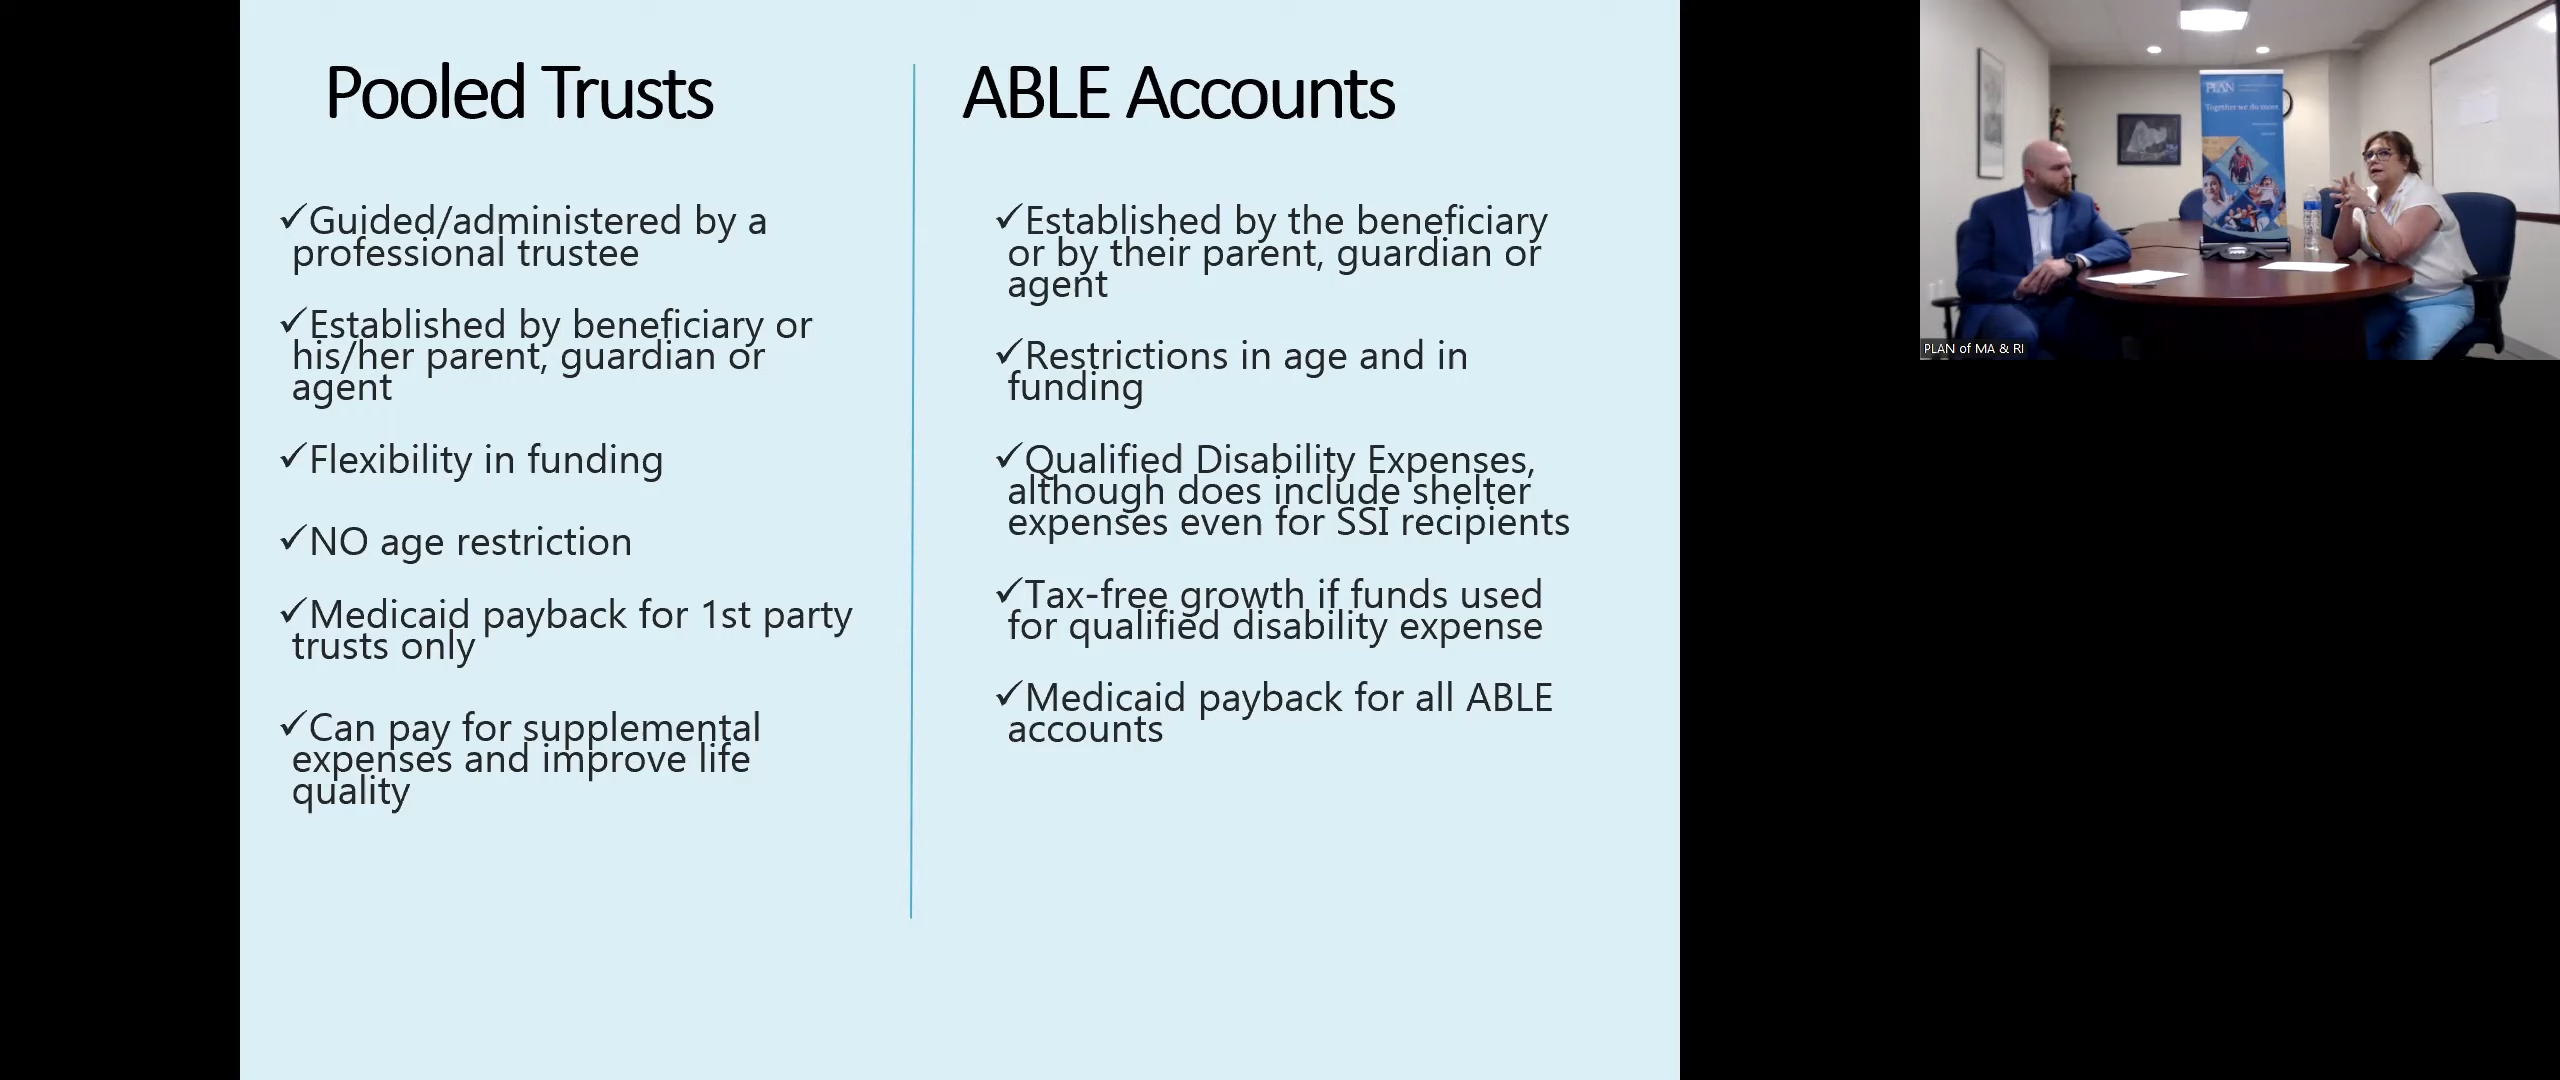 Pooled Trusts
✓Guided/administered by a
professional trustee
✓Established by beneficiary or
his/her parent, guardian or
agent
✓Flexibility in funding
✓NO age restriction
✓Medicaid payback for 1st party
trusts only
✓Can pay for supplemental
expenses and improve life
quality
ABLE Accounts
✓Established by the beneficiary
or by their parent, guardian or
agent
✓Restrictions in age and in
funding
✓Qualified Disability Expenses,
although does include shelter
expenses even for SSI recipients
✓Tax-free growth if funds used
for qualified disability expense
✓Medicaid payback for all ABLE
accounts
PLAN
Together we do more.
PLAN of MA & RI